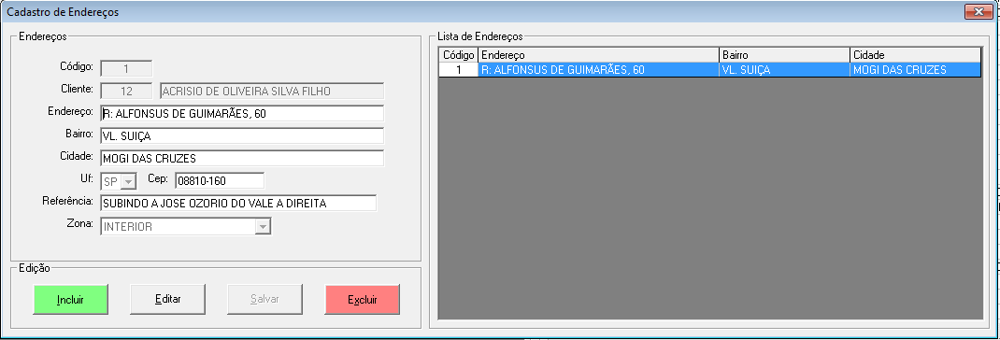 Cadastro de Endereços
Endereços
Código: 1
Cliente: 12 ACRISIO DE OLIVEIRA SILVA FILHO
Endereço: R: ALFONSUS DE GUIMARÃES, 60
Bairro: VL. SUIÇA
Cidade: MOGI DAS CRUZES
Uf: SP Cep: 08810-160
Referência: SUBINDO A JOSE OZORIO DO VALE A DIREITA
Zona: INTERIOR
Edição
Incluir Editar Salvar Excluir
Lista de Endereços
Código Endereço Bairro Cidade
1 R: ALFONSUS DE GUIMARÃES, 60 VL. SUIÇA MOGI DAS CRUZES